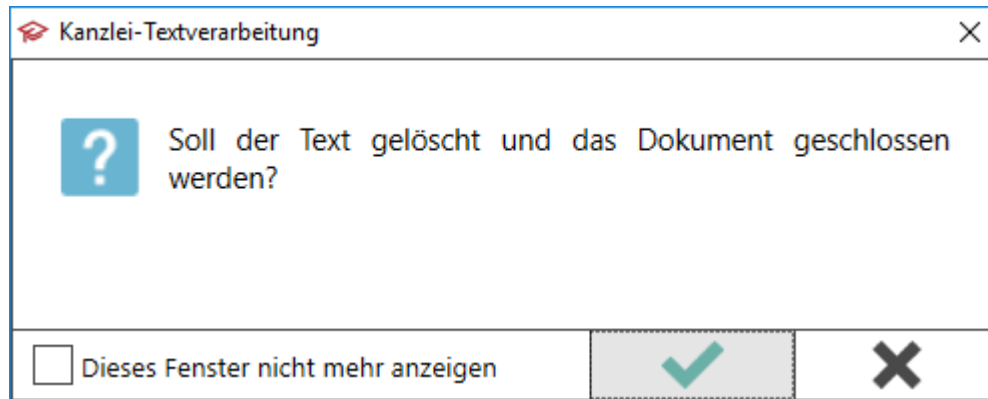 Kanzlei-Textverarbeitung
Soll der Text gelöscht und das Dokument geschlossen
werden?
Dieses Fenster nicht mehr anzeigen